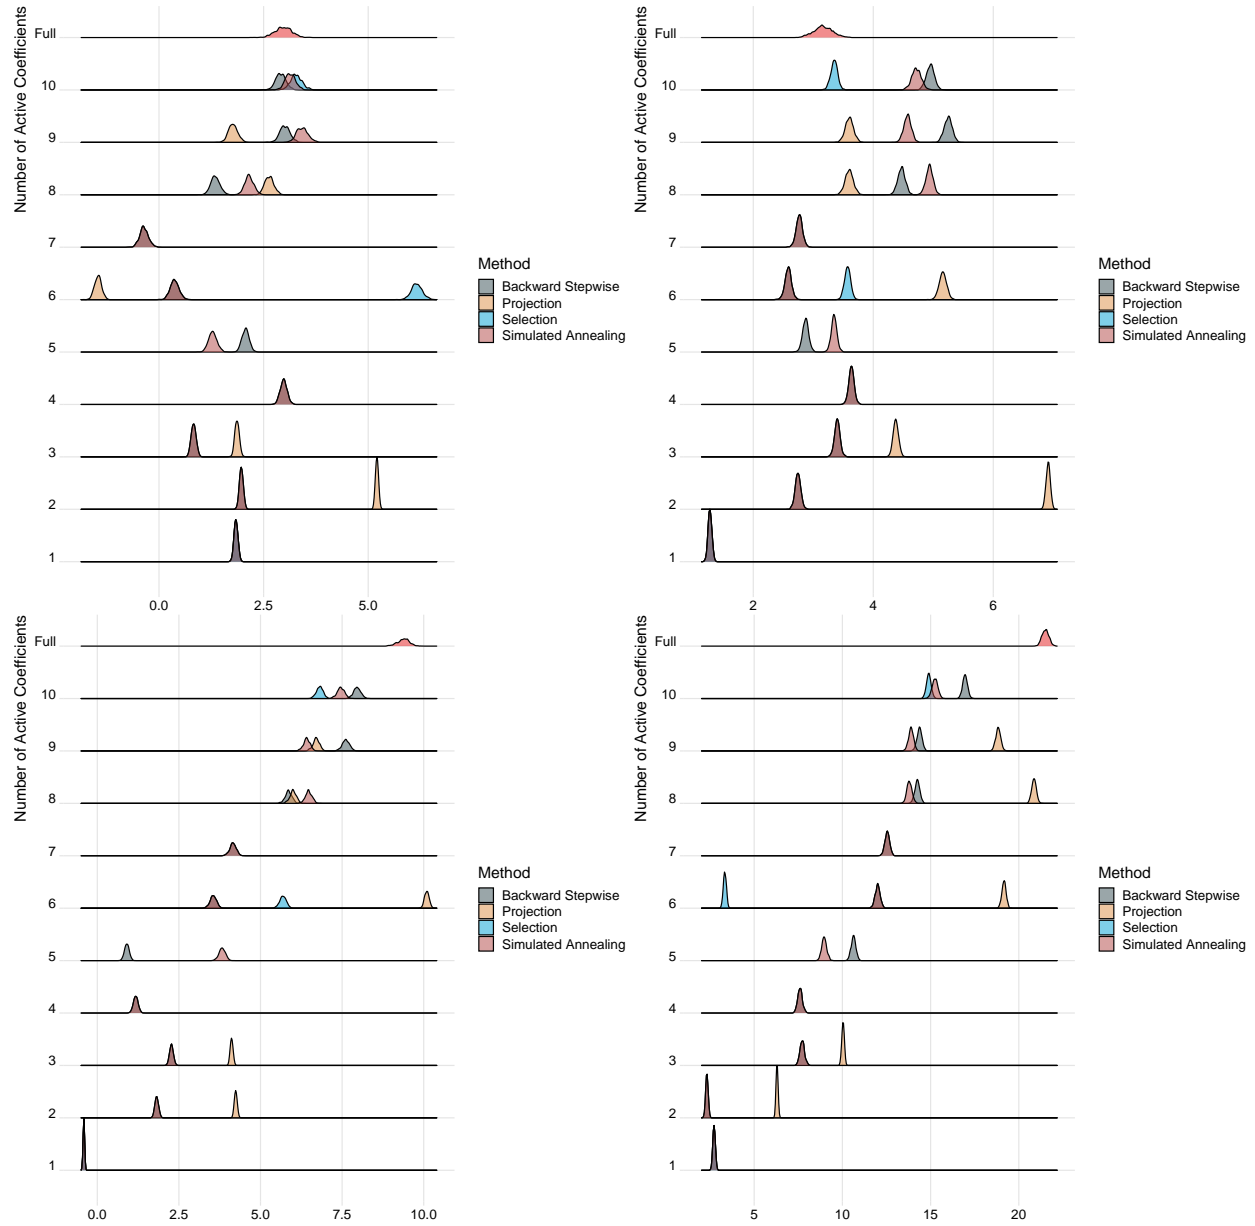 Number of Active Coefficients
Full
10
9
8
7
6
5
4
3
2
1
0.0 2.5 5.0
Method
Backward Stepwise
Projection
Selection
Simulated Annealing
Number of Active Coefficients
Full
10
9
8
7
6
5
4
3
2
1
2 4 6
Method
Backward Stepwise
Projection
Selection
Simulated Annealing
Number of Active Coefficients
Full
10
9
8
7
6
5
4
3
2
1
0.0 2.5 5.0 7.5 10.0
Method
Backward Stepwise
Projection
Selection
Simulated Annealing
Number of Active Coefficients
Full
10
9
8
7
6
5
4
3
2
1
5 10 15 20
Method
Backward Stepwise
Projection
Selection
Simulated Annealing